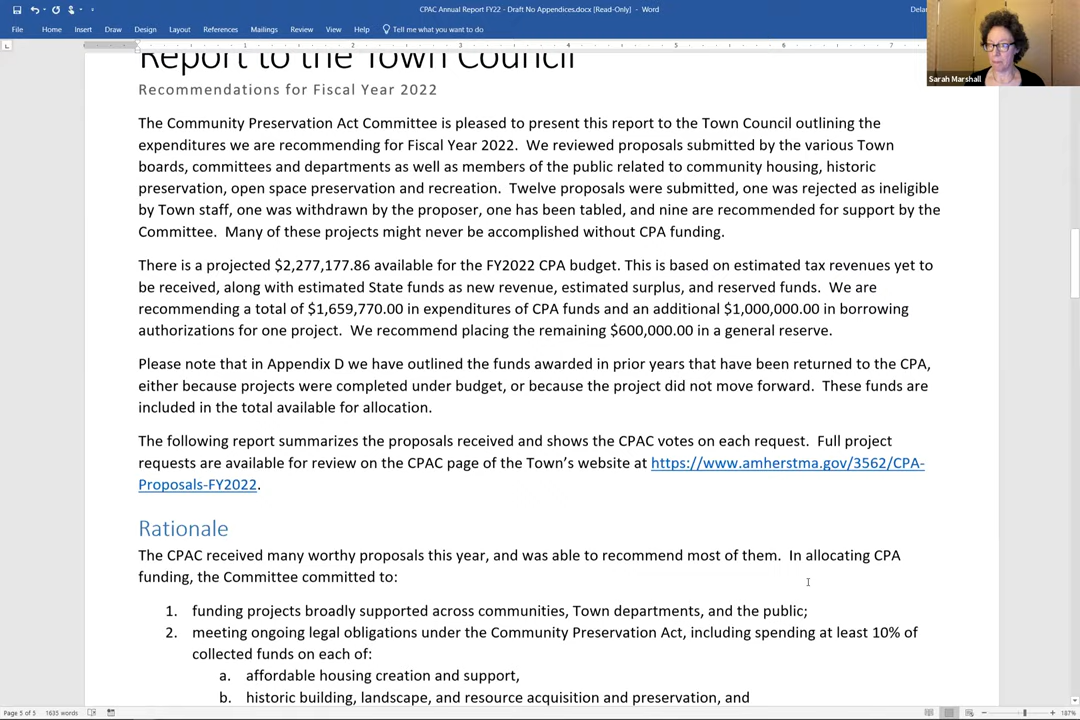 CPAC Annual Report FY22 - Draft No Appendices.docx [Read-Only] - Word
File Home Insert Draw Design Layout References Mailings Review View Help Tell me what you want to do
Sarah Marshall
1 2 3 4 5 6 7
Report to the Town Council
Recommendations for Fiscal Year 2022
The Community Preservation Act Committee is pleased to present this report to the Town Council outlining the
expenditures we are recommending for Fiscal Year 2022. We reviewed proposals submitted by the various Town
boards, committees and departments as well as members of the public related to community housing, historic
preservation, open space preservation and recreation. Twelve proposals were submitted, one was rejected as ineligible
by Town staff, one was withdrawn by the proposer, one has been tabled, and nine are recommended for support by the
Committee. Many of these projects might never be accomplished without CPA funding.
There is a projected $2,277,177.86 available for the FY2022 CPA budget. This is based on estimated tax revenues yet to
be received, along with estimated State funds as new revenue, estimated surplus, and reserved funds. We are
recommending a total of $1,659,770.00 in expenditures of CPA funds and an additional $1,000,000.00 in borrowing
authorizations for one project. We recommend placing the remaining $600,000.00 in a general reserve.
Please note that in Appendix D we have outlined the funds awarded in prior years that have been returned to the CPA,
either because projects were completed under budget, or because the project did not move forward. These funds are
included in the total available for allocation.
The following report summarizes the proposals received and shows the CPAC votes on each request. Full project
requests are available for review on the CPAC page of the Town's website at https://www.amherstma.gov/3562/CPA-
Proposals-FY2022.
Rationale
The CPAC received many worthy proposals this year, and was able to recommend most of them. In allocating CPA
funding, the Committee committed to:
1. funding projects broadly supported across communities, Town departments, and the public;
2. meeting ongoing legal obligations under the Community Preservation Act, including spending at least 10% of
collected funds on each of:
a. affordable housing creation and support,
b. historic building, landscape, and resource acquisition and preservation, and
Page 5 of 5 1635 words 187%